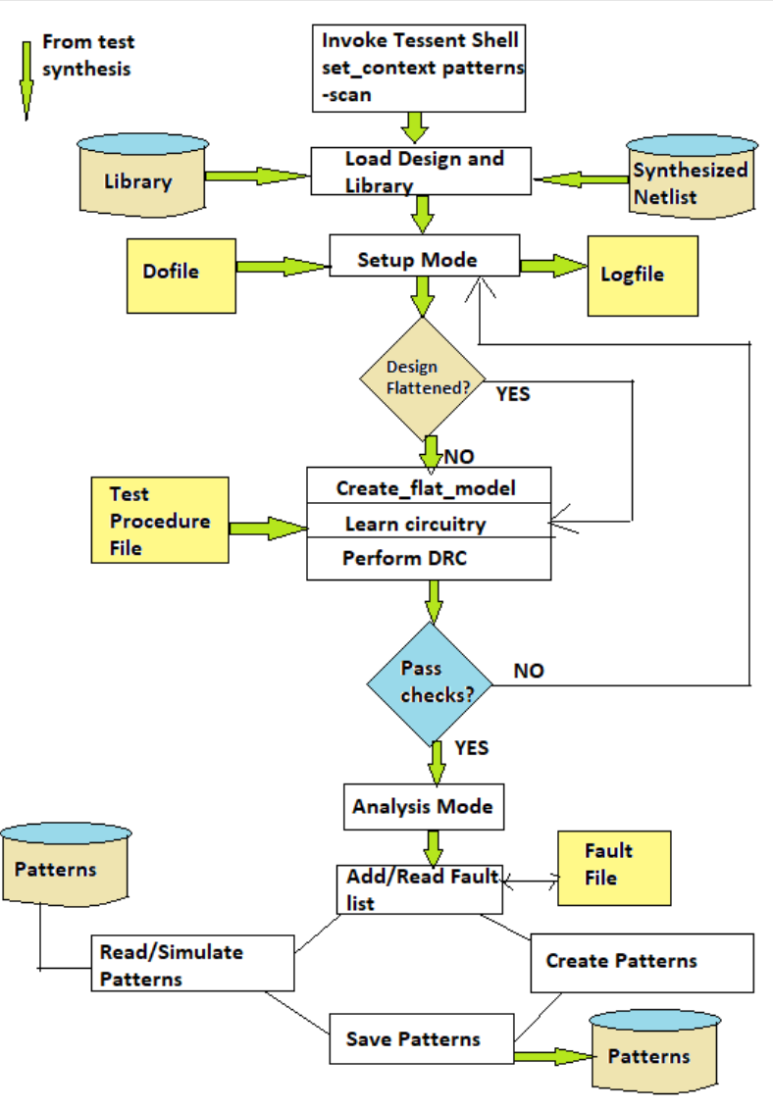 From test
synthesis
Invoke Tessent Shell
set_context patterns
-scan
Library
Load Design and
Library
Synthesized
Netlist
Dofile
Setup Mode
Logfile
Design
Flattened?
YES
NO
Test
Procedure
File
Create_flat_model
Learn circuitry
Perform DRC
Pass
checks?
NO
YES
Analysis Mode
Patterns
Add/Read Fault
list
Fault
File
Read/Simulate
Patterns
Create Patterns
Save Patterns
Patterns